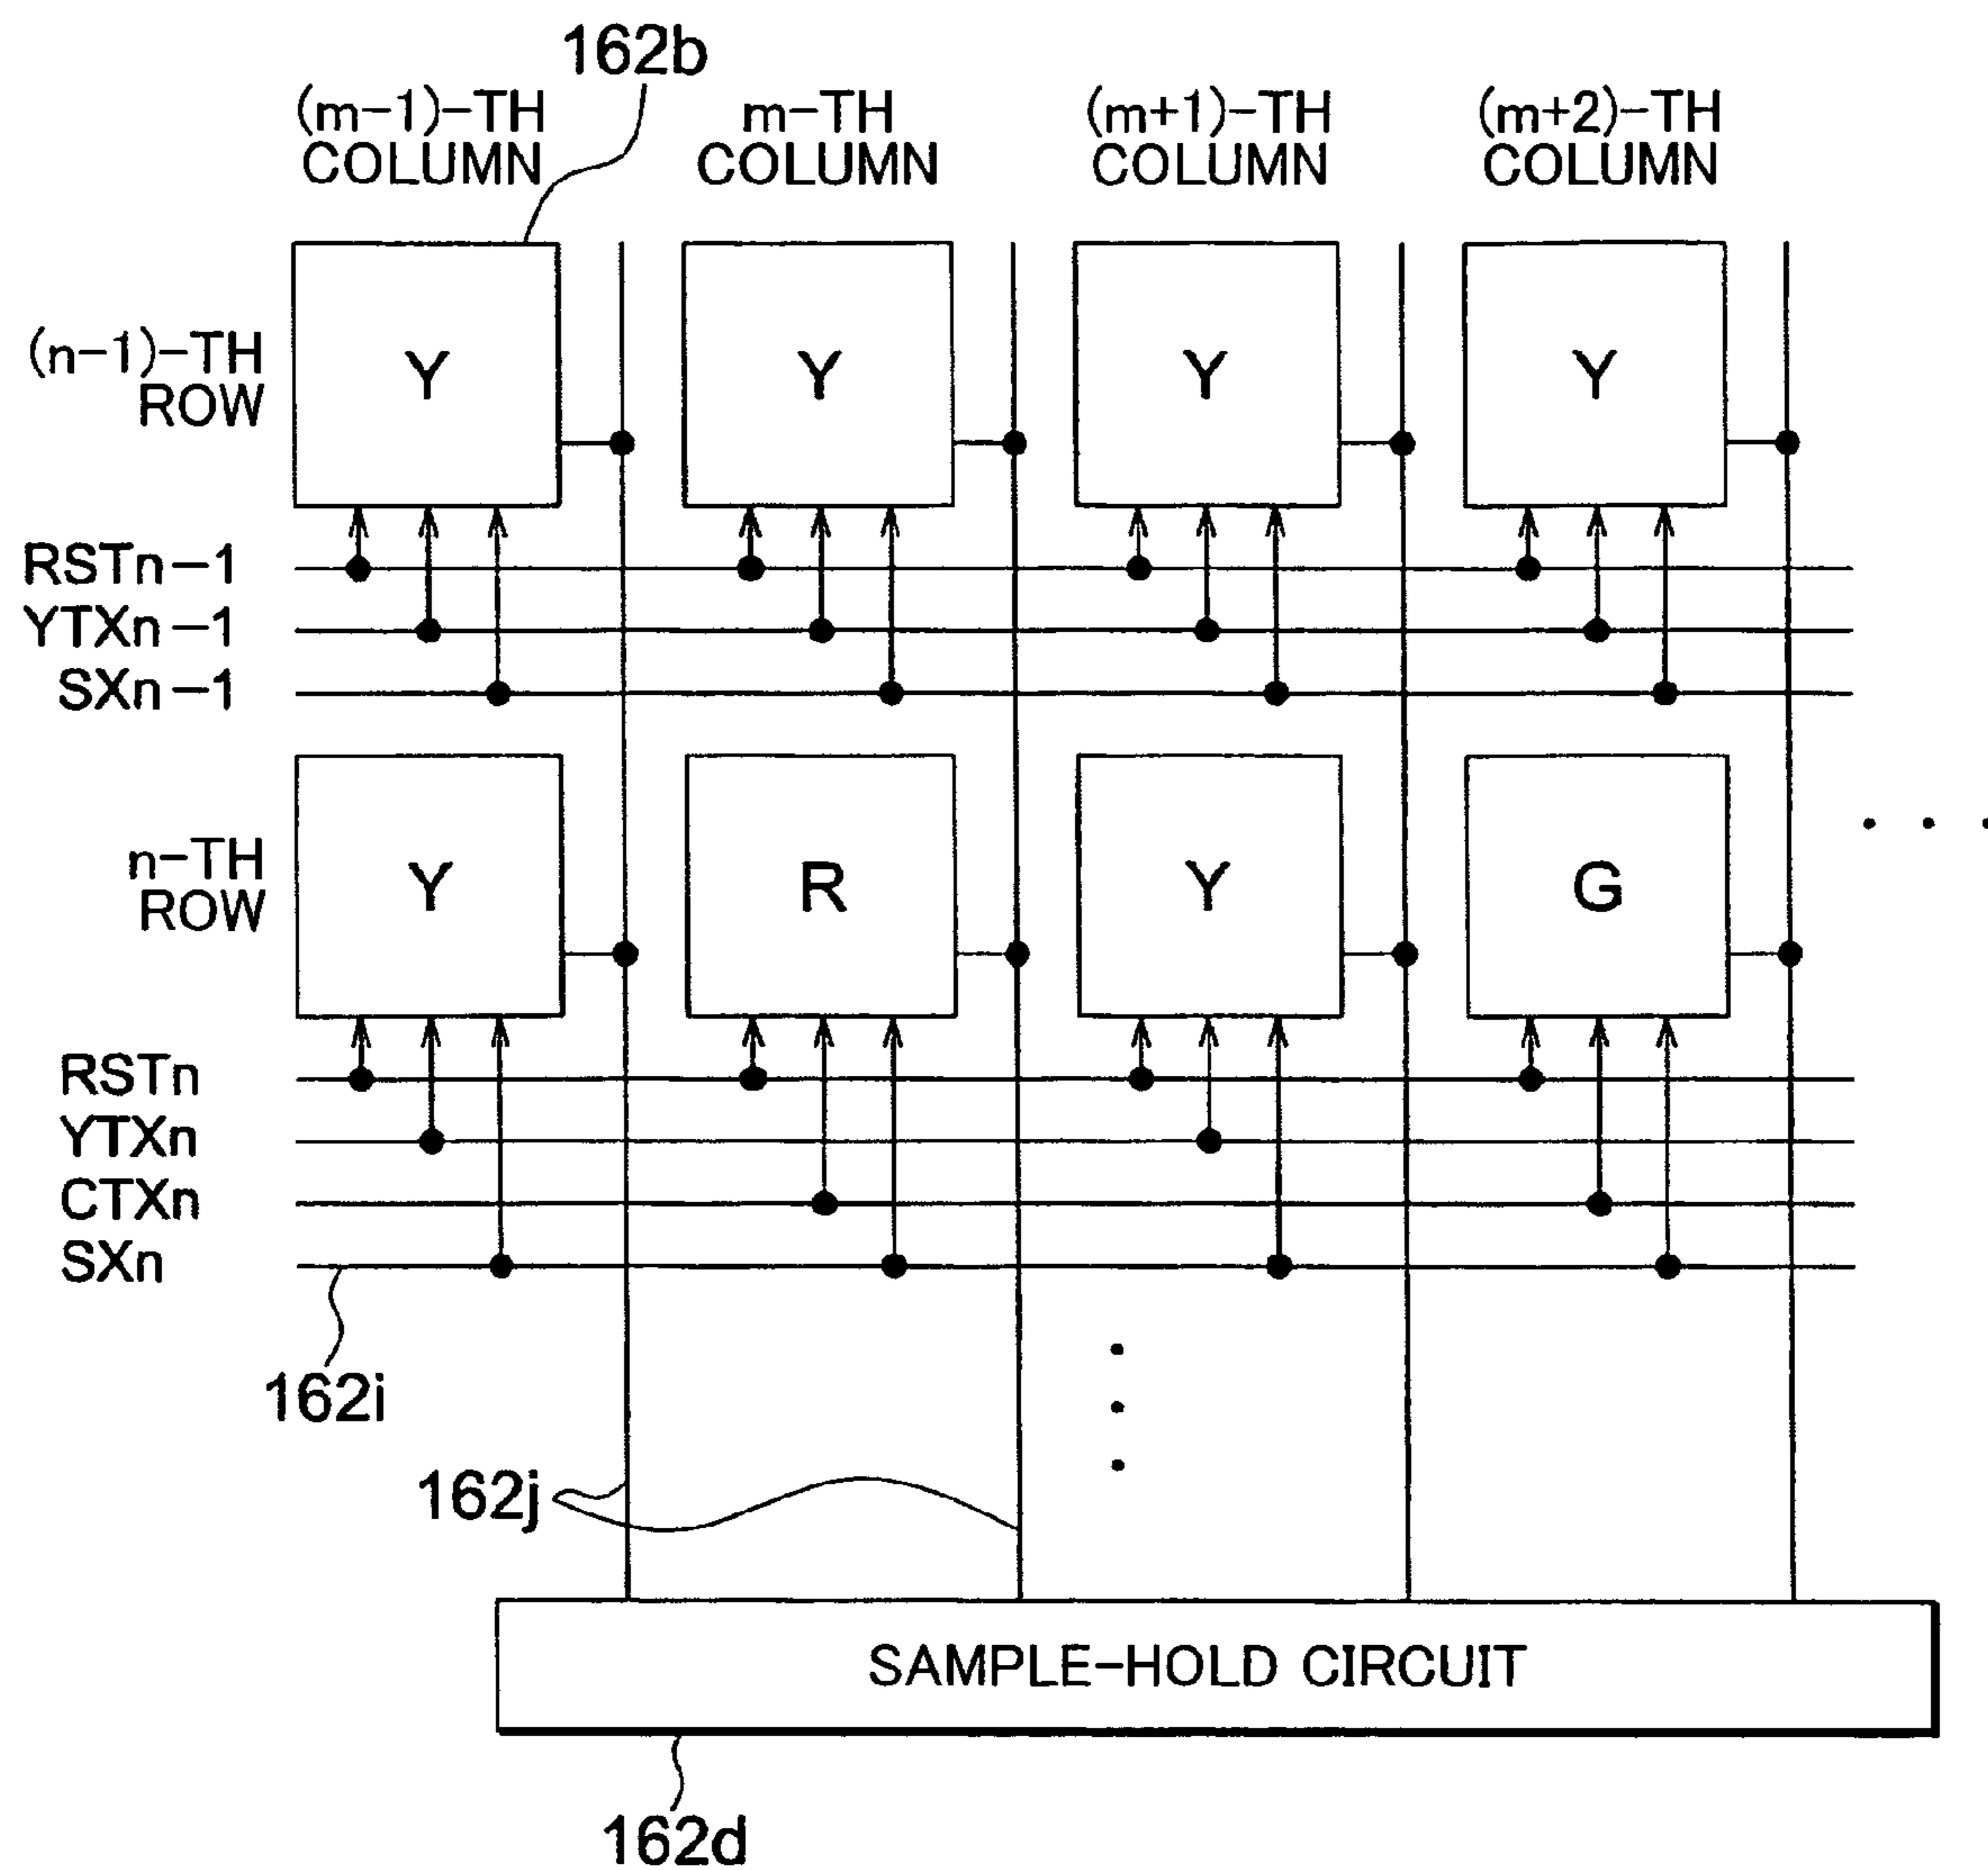 162b
(m-1)-TH COLUMN
m-TH COLUMN
(m+1)-TH COLUMN
(m+2)-TH COLUMN
(n-1)-TH ROW
Y Y Y Y
RSTn-1
YTXn-1
SXn-1
n-TH ROW
Y R Y G
RSTn
YTXn
CTXn
SXn
162i
162j
SAMPLE-HOLD CIRCUIT
162d